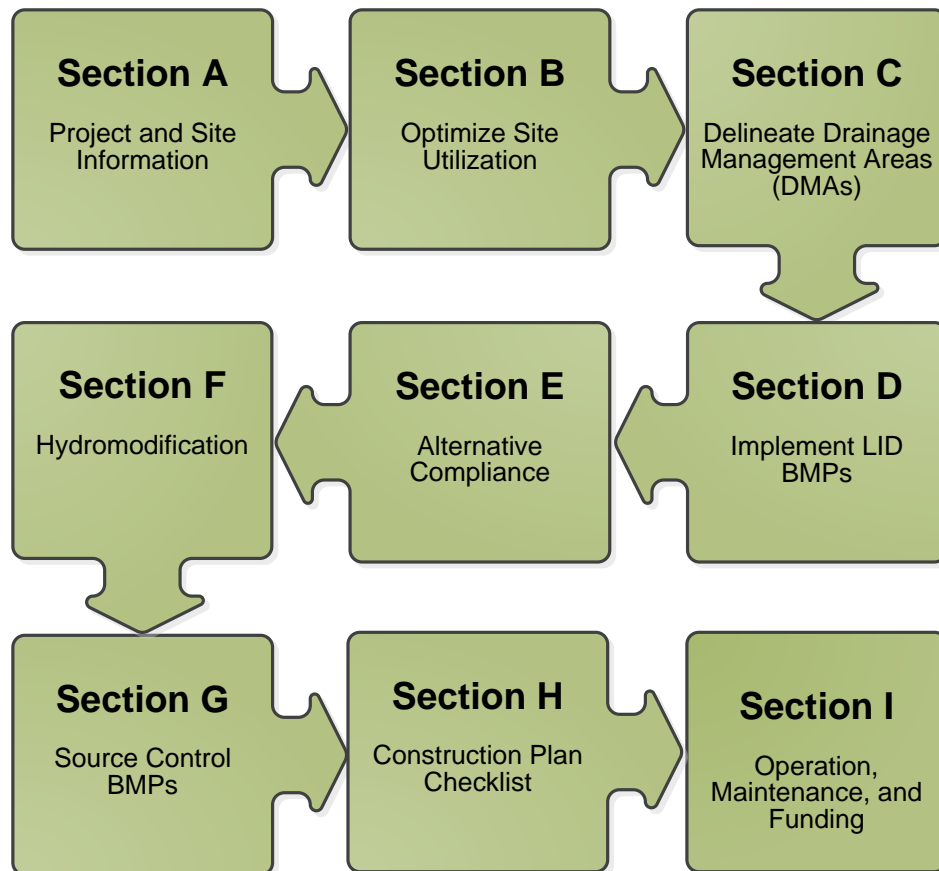 Section A
Project and Site
Information
Section B
Optimize Site
Utilization
Section C
Delineate Drainage
Management Areas
(DMAs)
Section D
Implement LID
BMPs
Section E
Alternative
Compliance
Section F
Hydromodification
Section G
Source Control
BMPs
Section H
Construction Plan
Checklist
Section I
Operation,
Maintenance, and
Funding